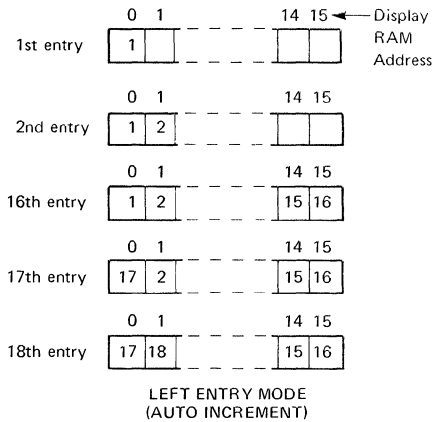 0 1 14 15 Display
RAM
Address
1st entry 1
0 1 14 15
2nd entry 1 2
0 1 14 15
16th entry 1 2 15 16
0 1 14 15
17th entry 17 2 15 16
0 1 14 15
18th entry 17 18 15 16
LEFT ENTRY MODE
(AUTO INCREMENT)